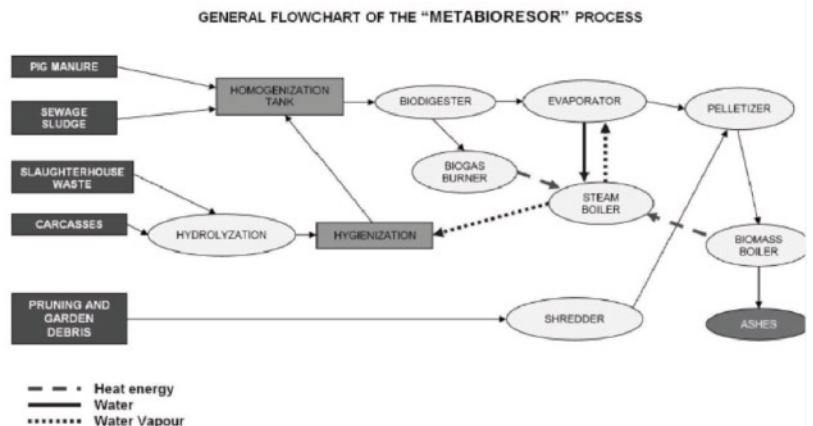 GENERAL FLOWCHART OF THE “METABIORESOR” PROCESS
PIG MANURE
HOMOGENIZATION
TANK
BIODIGESTER
EVAPORATOR
PELLETIZER
SEWAGE
SLUDGE
BIOGAS
BURNER
SLAUGHTERHOUSE
WASTE
STEAM
BOILER
CARCASSES
HYDROLYZATION
HYGIENIZATION
BIOMASS
BOILER
PRUNING AND
GARDEN
DEBRIS
SHREDDER
ASHES
Heat energy
Water
Water Vapour